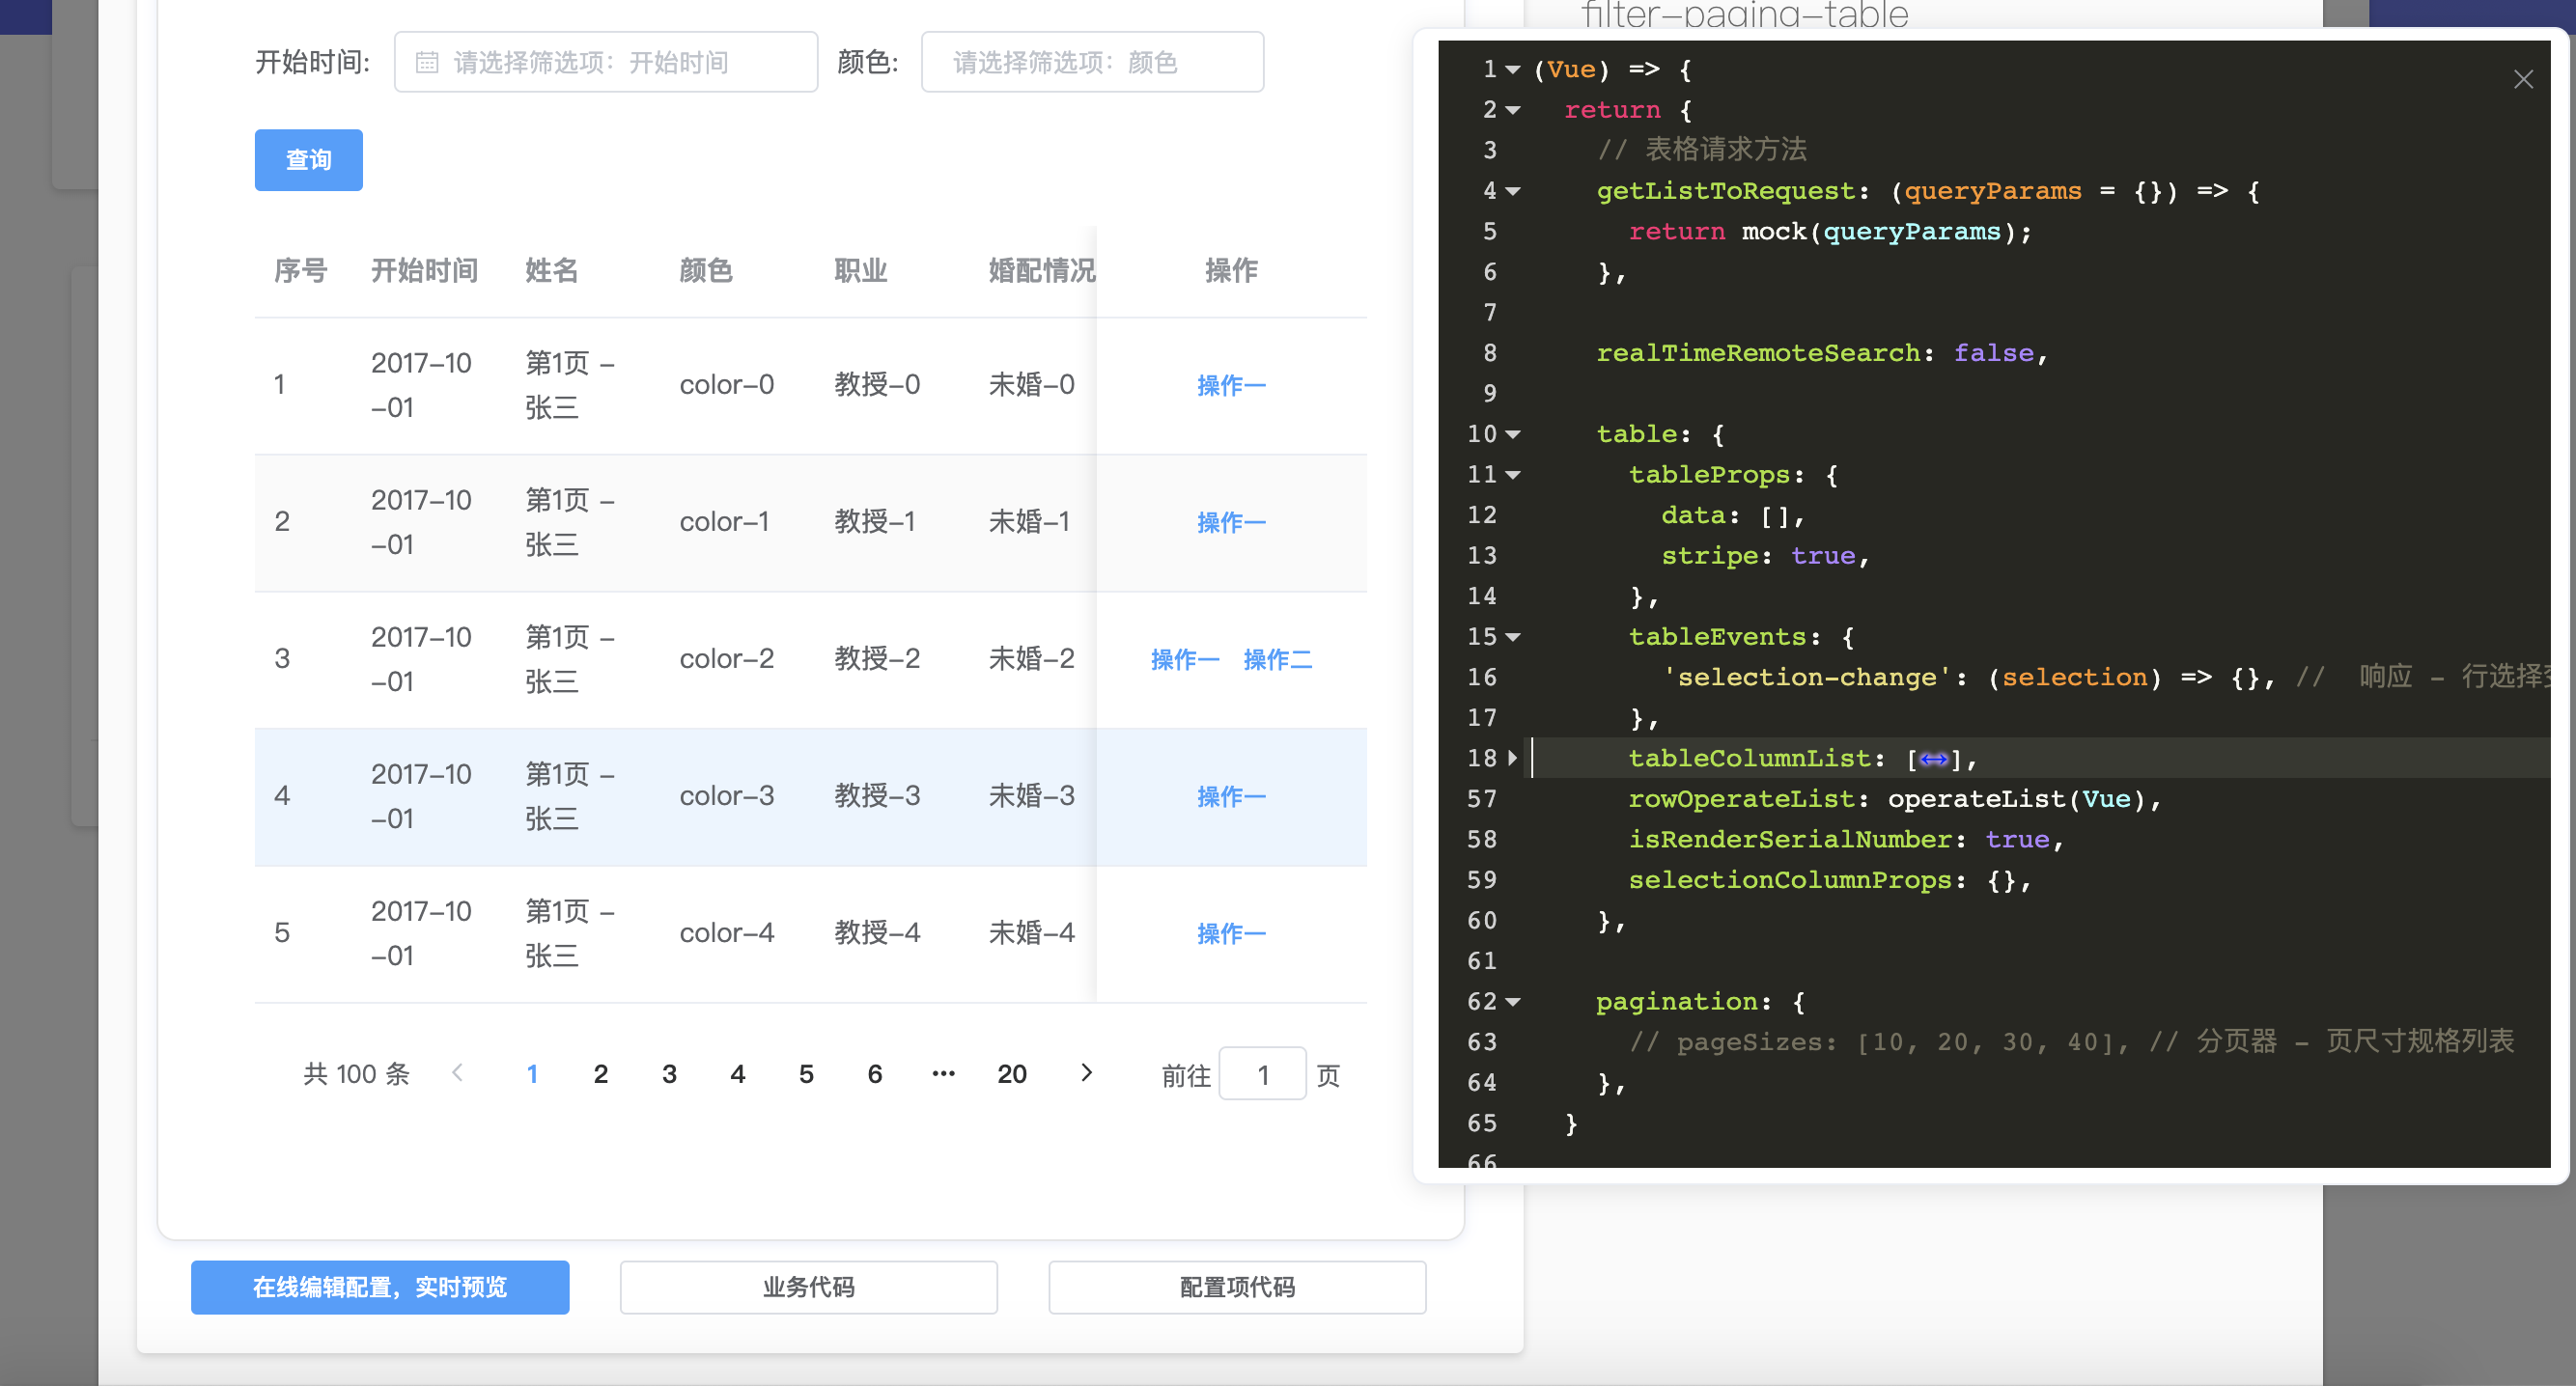 filter-paging-table
开始时间:
请选择筛选项：开始时间
颜色:
请选择筛选项：颜色
查询
序号 开始时间 姓名 颜色 职业 婚配情况 操作
1 2017-10-01 第1页 - 张三 color-0 教授-0 未婚-0 操作一
2 2017-10-01 第1页 - 张三 color-1 教授-1 未婚-1 操作一
3 2017-10-01 第1页 - 张三 color-2 教授-2 未婚-2 操作一 操作二
4 2017-10-01 第1页 - 张三 color-3 教授-3 未婚-3 操作一
5 2017-10-01 第1页 - 张三 color-4 教授-4 未婚-4 操作一
共 100 条 1 2 3 4 5 6 ••• 20 前往 1 页
在线编辑配置，实时预览
业务代码
配置项代码
1 (Vue) => {
2 return {
3 // 表格请求方法
4 getListToRequest: (queryParams = {}) => {
5 return mock(queryParams);
6 },
7
8 realTimeRemoteSearch: false,
9
10 table: {
11 tableProps: {
12 data: [],
13 stripe: true,
14 },
15 tableEvents: {
16 'selection-change': (selection) => {}, // 响应 - 行选择
17 },
18 tableColumnList: [↔],
57 rowOperateList: operateList(Vue),
58 isRenderSerialNumber: true,
59 selectionColumnProps: {},
60 },
61
62 pagination: {
63 // pageSizes: [10, 20, 30, 40], // 分页器 - 页尺寸规格列表
64 },
65 }
66